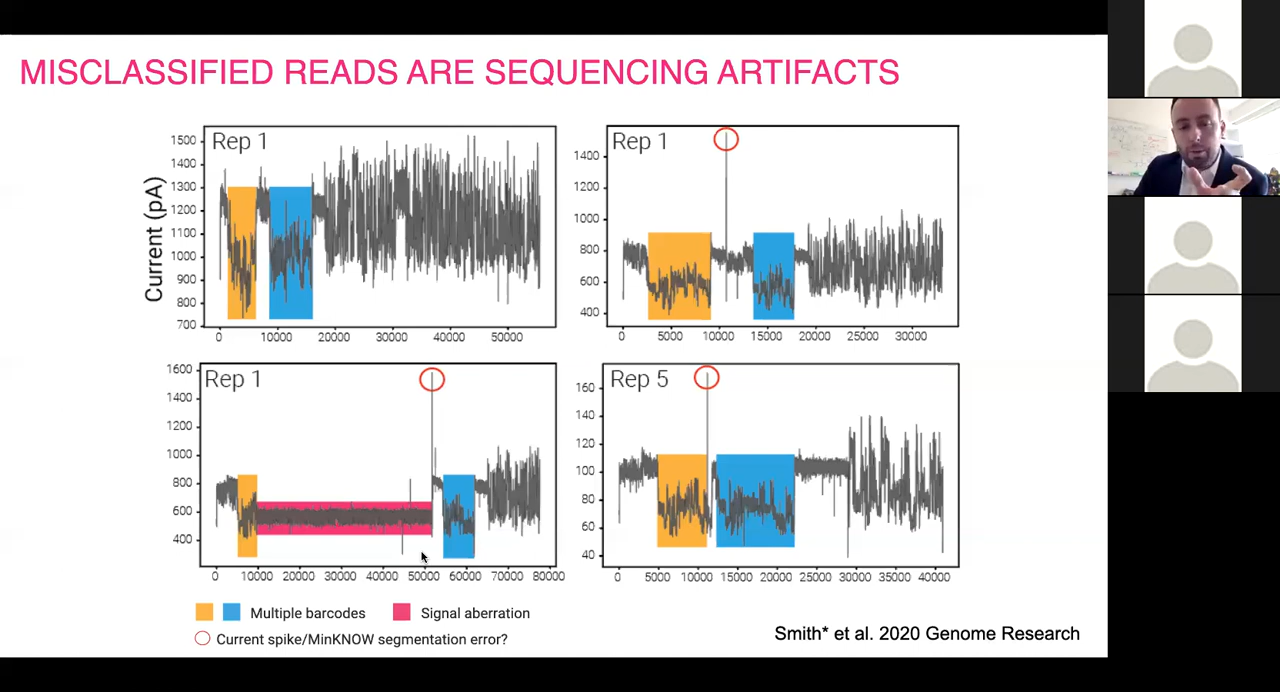 MISCLASSIFIED READS ARE SEQUENCING ARTIFACTS
Current (pA)
Rep 1
1500
1400
1300
1200
1100
1000
900
800
700
0 10000 20000 30000 40000 50000
Rep 1
1400
1200
1000
800
600
400
0 5000 10000 15000 20000 25000 30000
Rep 1
1600
1400
1200
1000
800
600
400
0 10000 20000 30000 40000 50000 60000 70000 80000
Rep 5
160
140
120
100
80
60
40
0 5000 10000 15000 20000 25000 30000 35000 40000
Multiple barcodes Signal aberration
Current spike/MinKNOW segmentation error?
Smith* et al. 2020 Genome Research